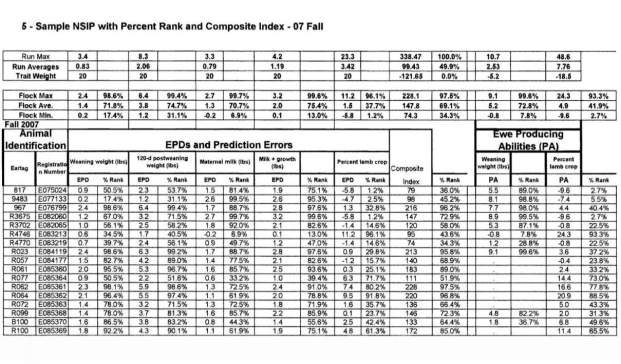 5 - Sample NSIP with Percent Rank and Composite Index - 07 Fall
Run Max 3.4 8.3 3.3 4.2 23.3 338.47 100.0% 10.7 48.6
Run Averages 0.83 2.06 0.79 1.19 3.42 99.43 49.9% 2.53 7.76
Trait Weight 20 20 20 20 20 -121.65 0.0% -5.2 -18.5
Flock Max 2.4 98.6% 6.4 99.4% 2.7 99.7% 3.2 99.6% 11.2 96.1% 228.1 97.5% 9.1 99.6% 24.3 93.3%
Flock Ave. 1.4 71.8% 3.8 74.7% 1.3 70.7% 2.0 75.4% 1.5 37.7% 147.8 69.1% 5.2 72.8% 4.9 41.9%
Flock Min. 0.2 17.4% 1.2 31.1% -0.2 6.9% 0.1 13.0% -5.8 1.2% 74.3 34.3% -0.8 7.8% -9.6 2.7%
Fall 2007
Animal Identification EPDs and Prediction Errors Ewe Producing Abilities (PA)
Weaning weight (lbs) 120-d postweaning weight (lbs) Maternal milk (lbs) Milk + growth (lbs) Percent lamb crop Composite Weaning weight (lbs) Percent lamb crop
Eartag Registration Number EPD % Rank EPD % Rank EPD % Rank EPD % Rank EPD % Rank Index % Rank PA % Rank PA % Rank
817 E075024 0.9 50.5% 2.3 53.7% 1.5 81.4% 1.9 75.1% -5.8 1.2% 79 36.0% 5.5 89.0% -9.6 2.7%
9483 E077133 0.2 17.4% 1.2 31.1% 2.6 99.5% 2.6 95.3% -4.7 2.5% 98 45.2% 8.1 98.8% -7.4 5.5%
967 E076799 2.4 98.6% 6.4 99.4% 1.7 88.7% 2.8 97.6% 1.3 32.8% 216 96.2% 7.7 98.0% 4.4 40.4%
R3675 E082060 1.2 67.0% 3.2 71.5% 2.7 99.7% 3.2 99.6% -5.8 1.2% 147 72.9% 8.9 99.5% -9.6 2.7%
R3702 E082065 1.0 56.1% 2.5 58.2% 1.8 92.0% 2.1 82.6% -1.4 14.6% 120 58.0% 5.3 87.1% -0.8 22.5%
R4746 E083213 0.6 34.5% 1.7 40.5% -0.2 6.9% 0.1 13.0% 11.2 96.1% 95 43.6% -0.8 7.8% 24.3 93.3%
R4770 E083219 0.7 39.7% 2.4 56.1% 0.9 49.7% 1.2 47.0% -1.4 14.6% 74 34.3% 1.2 28.8% -0.8 22.5%
R023 E084119 2.4 98.6% 6.3 99.2% 1.7 88.7% 2.8 97.6% 0.9 29.8% 213 95.8% 9.1 99.6% 3.6 37.2%
R057 E084177 1.5 82.7% 4.2 89.0% 1.4 77.5% 2.1 82.6% -1.2 15.7% 140 68.9% -0.4 23.8%
R061 E085360 2.0 95.5% 5.3 96.7% 1.6 85.7% 2.5 93.6% 0.3 25.1% 183 89.0% 2.4 33.2%
R077 E085364 0.9 50.5% 2.2 51.6% 0.6 33.2% 1.0 39.4% 6.3 71.7% 111 51.9% 14.4 73.0%
R062 E085361 2.3 98.1% 5.9 98.6% 1.3 72.5% 2.4 91.0% 7.4 80.2% 228 97.5% 16.6 77.8%
R064 E085362 2.1 96.4% 5.5 97.4% 1.1 61.9% 2.0 78.8% 9.5 91.8% 220 96.8% 20.9 88.5%
R072 E085363 1.4 78.0% 3.2 71.5% 1.3 72.5% 1.8 71.9% 1.6 35.7% 136 66.4% 5.0 43.3%
R099 E085368 1.4 78.0% 3.7 81.3% 1.6 85.7% 2.2 85.9% 0.1 23.7% 146 72.3% 4.8 82.2% 2.0 31.3%
B100 E085370 1.6 86.5% 3.8 83.2% 0.8 44.3% 1.4 55.6% 2.5 42.4% 133 64.4% 1.8 36.7% 6.8 49.6%
R100 E085369 1.8 92.2% 4.3 90.1% 1.1 61.9% 1.9 75.1% 4.8 61.3% 172 85.0% 11.4 65.5%